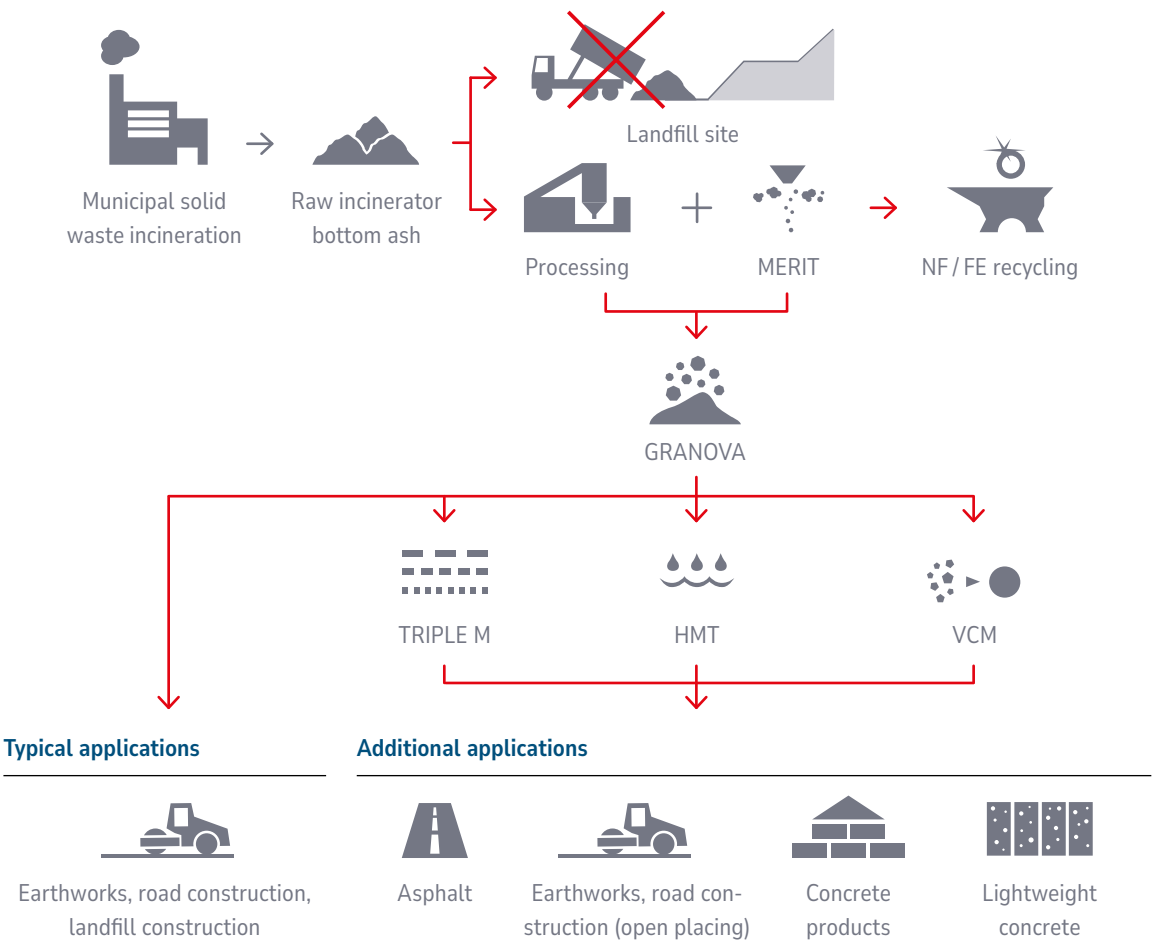 Landfill site
Municipal solid
waste incineration
Raw incinerator
bottom ash
Processing
MERIT
NF / FE recycling
GRANOVA
TRIPLE M
HMT
VCM
Typical applications
Additional applications
Earthworks, road construction,
landfill construction
Asphalt
Earthworks, road con-
struction (open placing)
Concrete
products
Lightweight
concrete